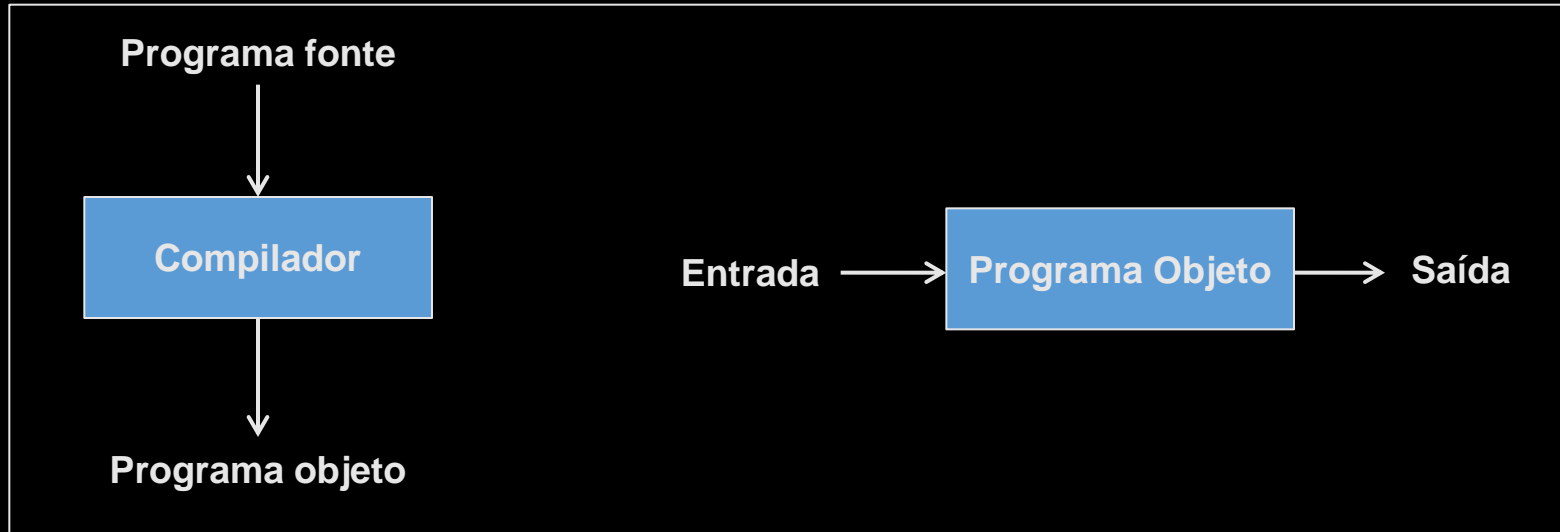 Programa fonte
Compilador
Programa objeto
Entrada
Programa Objeto
Saída